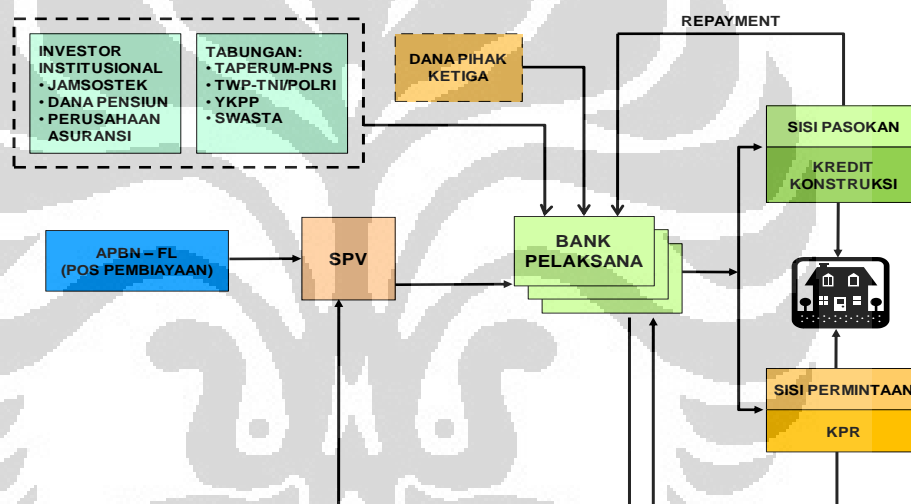 REPAYMENT
INVESTOR
INSTITUSIONAL
• JAMSOSTEK
• DANA PENSIUN
• PERUSAHAAN
ASURANSI
TABUNGAN:
• TAPERUM-PNS
• TWP-TNI/POLRI
• YKPP
• SWASTA
DANA PIHAK
KETIGA
SISI PASOKAN
KREDIT
KONSTRUKSI
APBN – FL
(POS PEMBIAYAAN)
SPV
BANK
PELAKSANA
SISI PERMINTAAN
KPR